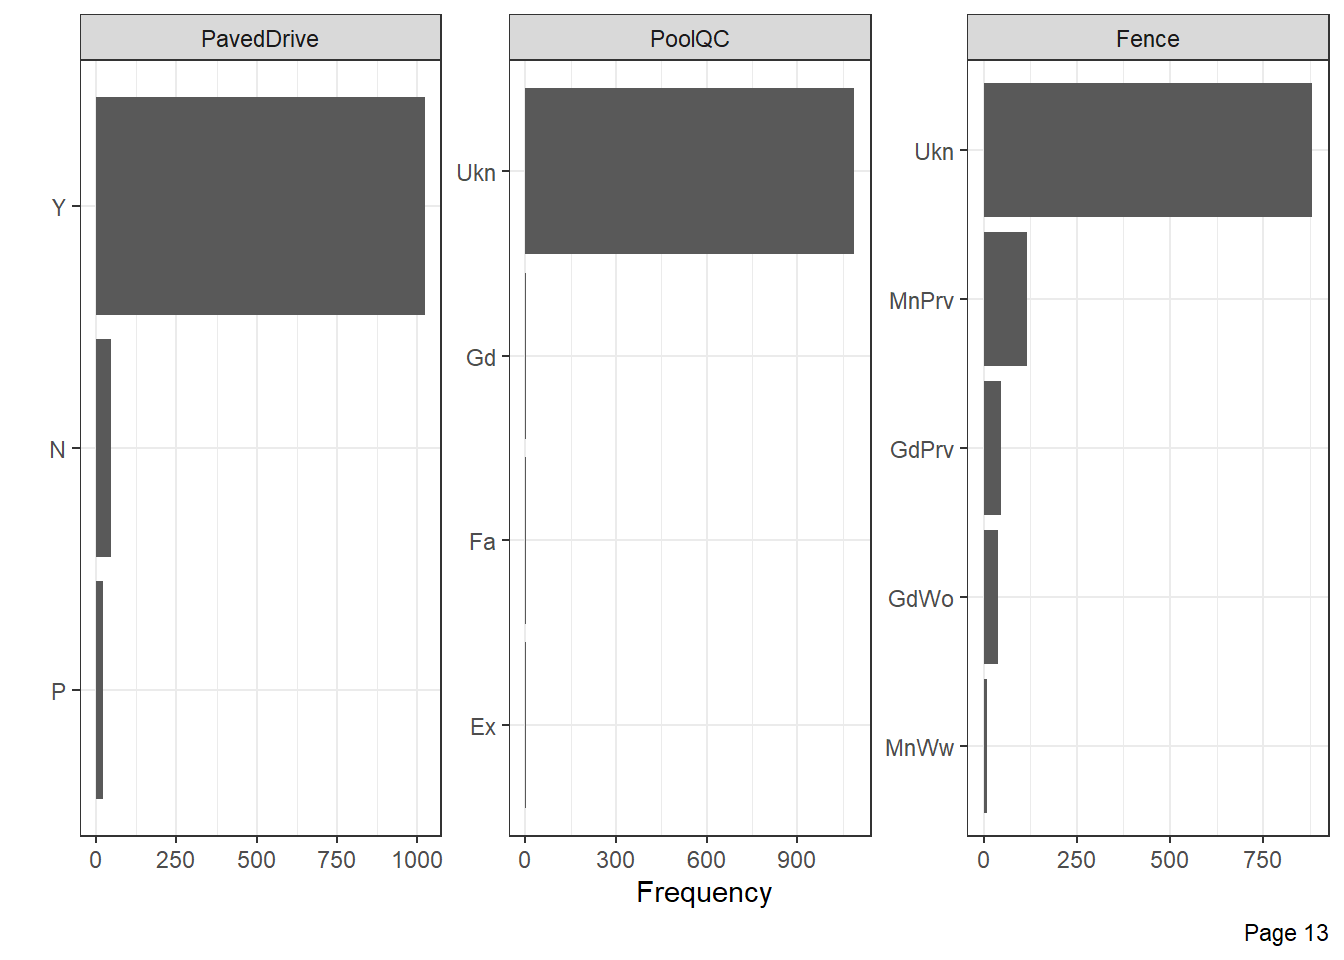 PavedDrive
Y
N
P
0 250 500 750 1000
PoolQC
Ukn
Gd
Fa
Ex
0 300 600 900
Fence
Ukn
MnPrv
GdPrv
GdWo
MnWw
0 250 500 750
Frequency
Page 13